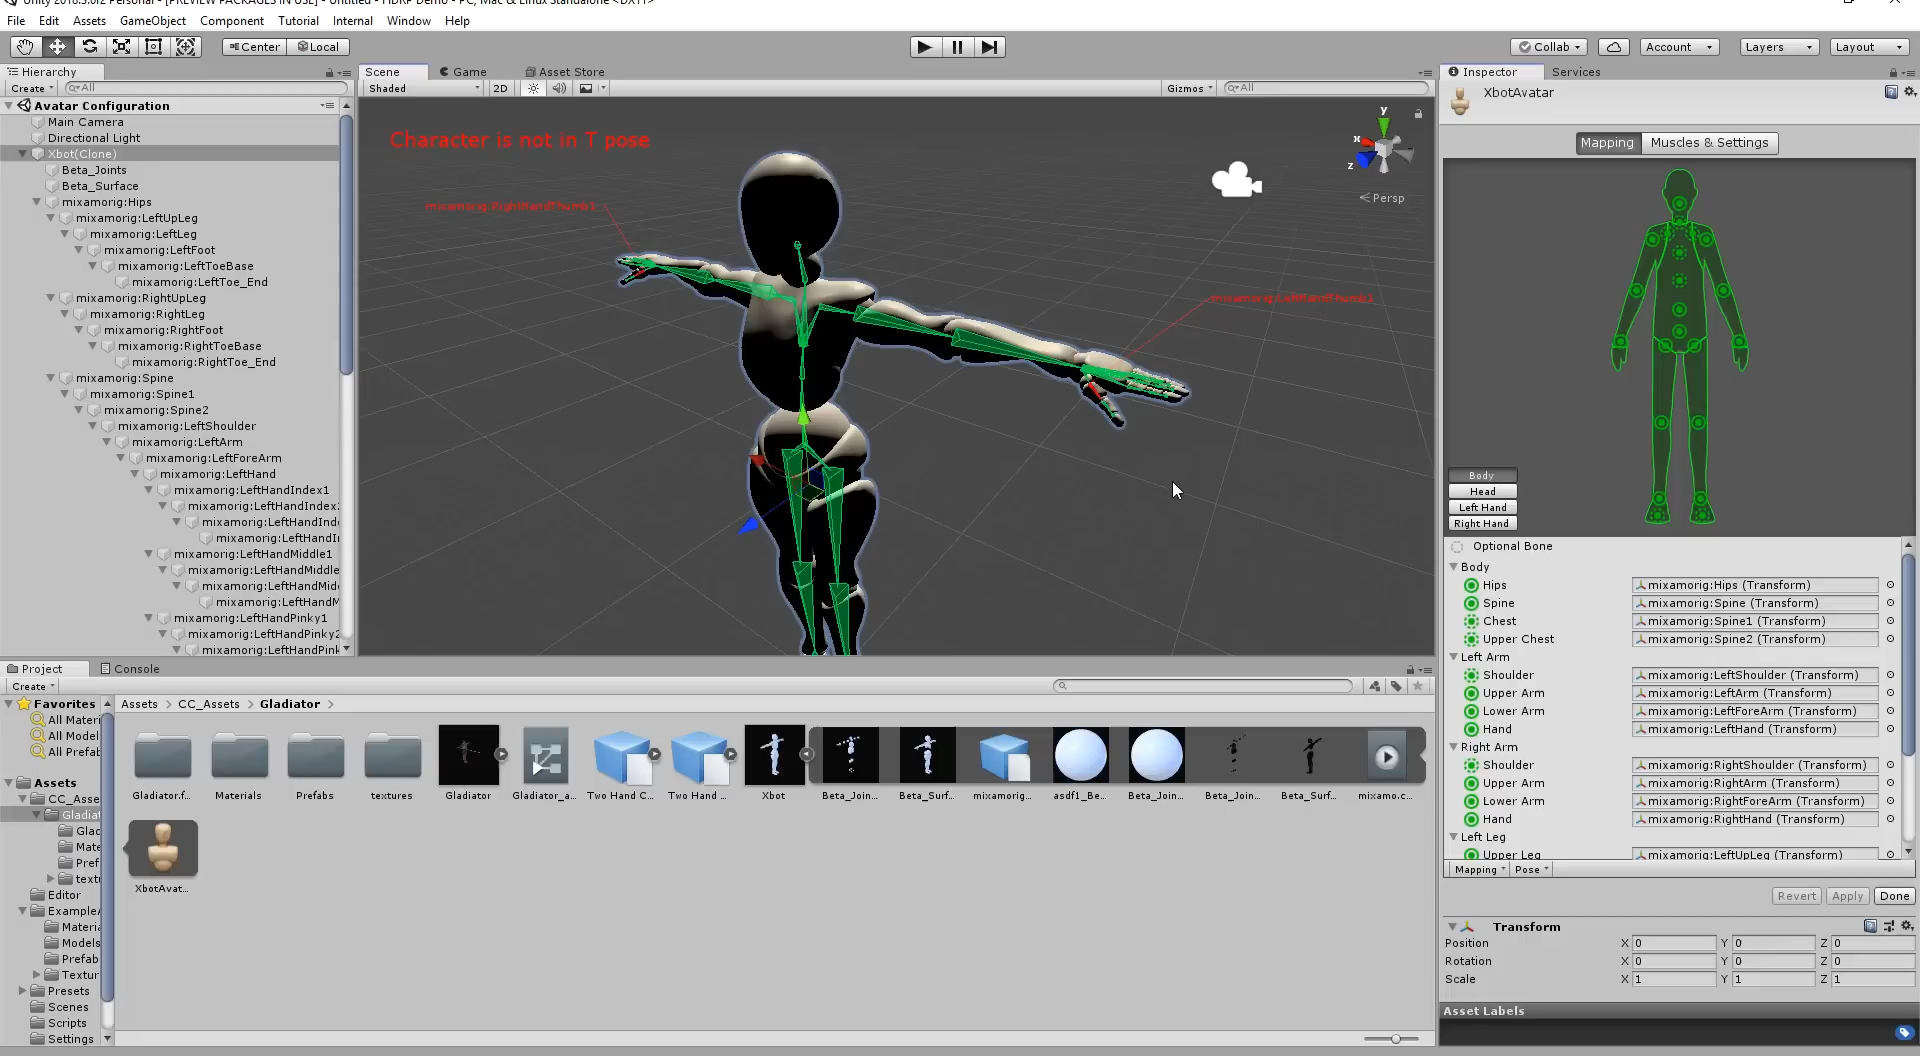 Unity 2018.3.0f2 Personal - [PREVIEW PACKAGES IN USE] - Untitled - HDRP Demo - PC, Mac & Linux Standalone <DX11>
File Edit Assets GameObject Component Tutorial Internal Window Help
Center Local Collab Account Layers Layout
Hierarchy
Create All
Avatar Configuration
Main Camera
Directional Light
Xbot(Clone)
Beta_Joints
Beta_Surface
mixamorig:Hips
mixamorig:LeftUpLeg
mixamorig:LeftLeg
mixamorig:LeftFoot
mixamorig:LeftToeBase
mixamorig:LeftToe_End
mixamorig:RightUpLeg
mixamorig:RightLeg
mixamorig:RightFoot
mixamorig:RightToeBase
mixamorig:RightToe_End
mixamorig:Spine
mixamorig:Spine1
mixamorig:Spine2
mixamorig:LeftShoulder
mixamorig:LeftArm
mixamorig:LeftForeArm
mixamorig:LeftHand
mixamorig:LeftHandIndex1
mixamorig:LeftHandIndex
mixamorig:LeftHandInd
mixamorig:LeftHandI
mixamorig:LeftHandMiddle1
mixamorig:LeftHandMiddle
mixamorig:LeftHandMid
mixamorig:LeftHandM
mixamorig:LeftHandPinky1
mixamorig:LeftHandPinky2
mixamorig:LeftHandPink
Scene Game Asset Store
Shaded 2D Gizmos All
Character is not in T pose
mixamorig:RightHandThumb1
mixamorig:LeftHandThumb1
y
x
z
Persp
Inspector Services
XbotAvatar
Mapping Muscles & Settings
Body
Head
Left Hand
Right Hand
Optional Bone
Body
Hips mixamorig:Hips (Transform)
Spine mixamorig:Spine (Transform)
Chest mixamorig:Spine1 (Transform)
Upper Chest mixamorig:Spine2 (Transform)
Left Arm
Shoulder mixamorig:LeftShoulder (Transform)
Upper Arm mixamorig:LeftArm (Transform)
Lower Arm mixamorig:LeftForeArm (Transform)
Hand mixamorig:LeftHand (Transform)
Right Arm
Shoulder mixamorig:RightShoulder (Transform)
Upper Arm mixamorig:RightArm (Transform)
Lower Arm mixamorig:RightForeArm (Transform)
Hand mixamorig:RightHand (Transform)
Left Leg
Upper Leg mixamorig:LeftUpLeg (Transform)
Mapping Pose
Revert Apply Done
Transform
Position X 0 Y 0 Z 0
Rotation X 0 Y 0 Z 0
Scale X 1 Y 1 Z 1
Asset Labels
Project Console
Create
Favorites
All Materi
All Model
All Prefab
Assets
CC_Asse
Gladiat
Glac
Mate
Pref
text
Editor
ExampleA
Materia
Models
Prefab
Textur
Presets
Scenes
Scripts
Settings
Assets > CC_Assets > Gladiator >
Gladiator.f... Materials Prefabs textures Gladiator Gladiator_a... Two Hand C... Two Hand ... Xbot Beta_Join... Beta_Surf... mixamorig... asdf1_Be... Beta_Join... Beta_Join... Beta_Surf... mixamo.c...
XbotAvat...